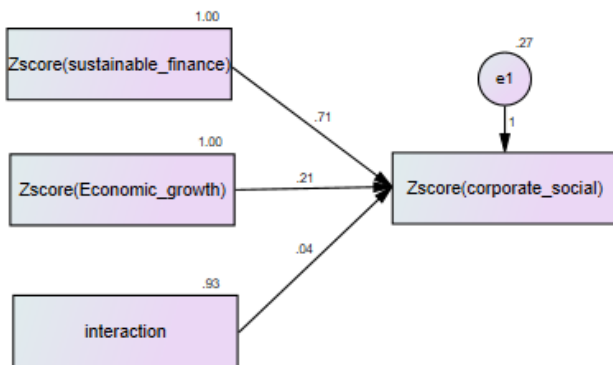 1.00
Zscore(sustainable_finance)
.27
e1
.71
1
1.00
Zscore(Economic_growth)
.21
Zscore(corporate_social)
.04
.93
interaction